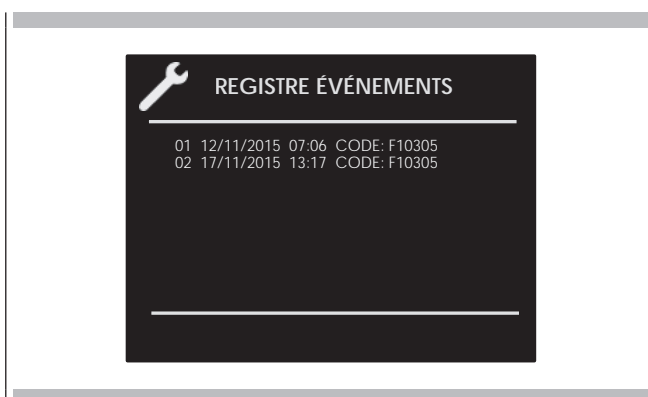 REGISTRE ÉVÉNEMENTS
01 12/11/2015 07:06 CODE: F10305
02 17/11/2015 13:17 CODE: F10305